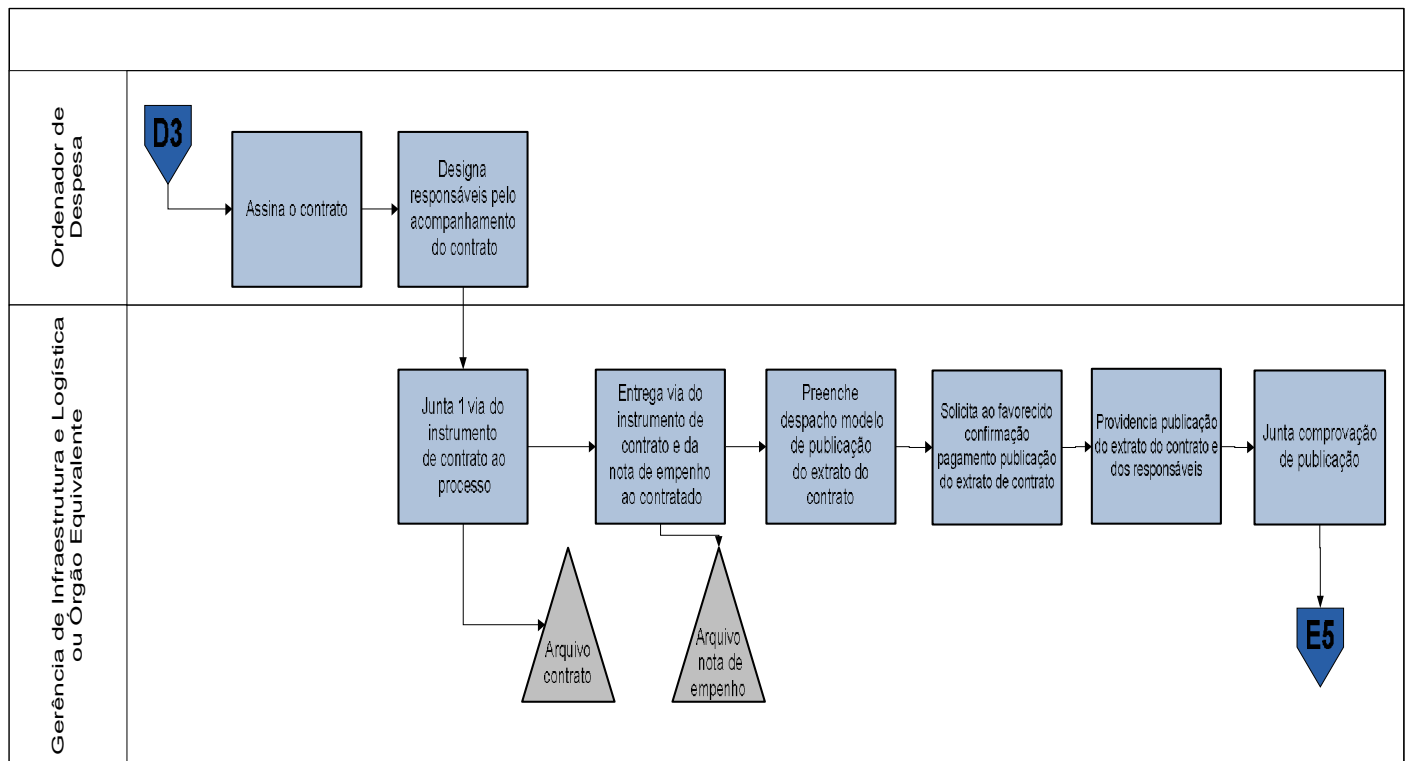 Ordenador de
Despesa
D3
Assina o contrato
Designa
responsáveis pelo
acompanhamento
do contrato
Gerência de Infraestrutura e Logística
ou Órgão Equivalente
Junta 1 via do
instrumento
de contrato ao
processo
Entrega via do
instrumento de
contrato e da
nota de empenho
ao contratado
Preenche
despacho modelo
de publicação
do extrato do
contrato
Solicita ao favorecido
confirmação
pagamento publicação
do extrato de contrato
Providencia publicação
do extrato do contrato e
dos responsáveis
Junta comprovação
de publicação
Arquivo
contrato
Arquivo
nota de
empenho
E5